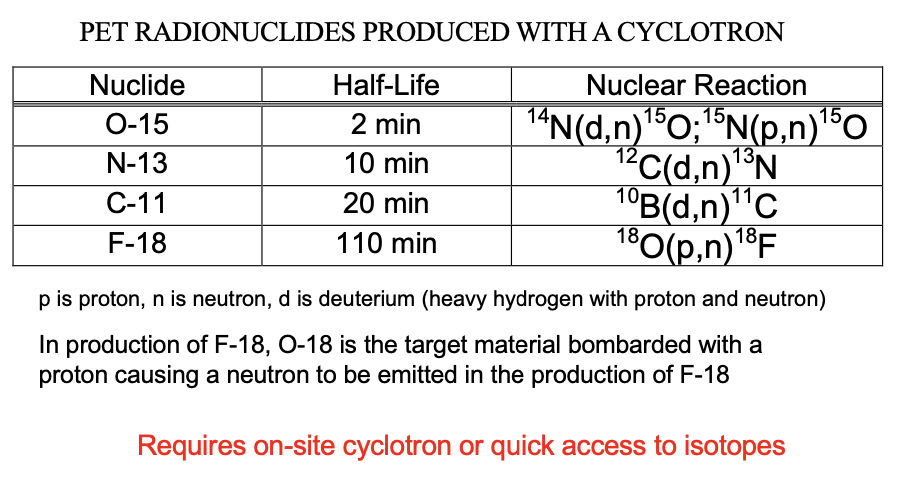 PET RADIONUCLIDES PRODUCED WITH A CYCLOTRON
Nuclide Half-Life Nuclear Reaction
O-15 2 min ¹⁴N(d,n)¹⁵O;¹⁵N(p,n)¹⁵O
N-13 10 min ¹²C(d,n)¹³N
C-11 20 min ¹⁰B(d,n)¹¹C
F-18 110 min ¹⁸O(p,n)¹⁸F
p is proton, n is neutron, d is deuterium (heavy hydrogen with proton and neutron)
In production of F-18, O-18 is the target material bombarded with a
proton causing a neutron to be emitted in the production of F-18
Requires on-site cyclotron or quick access to isotopes